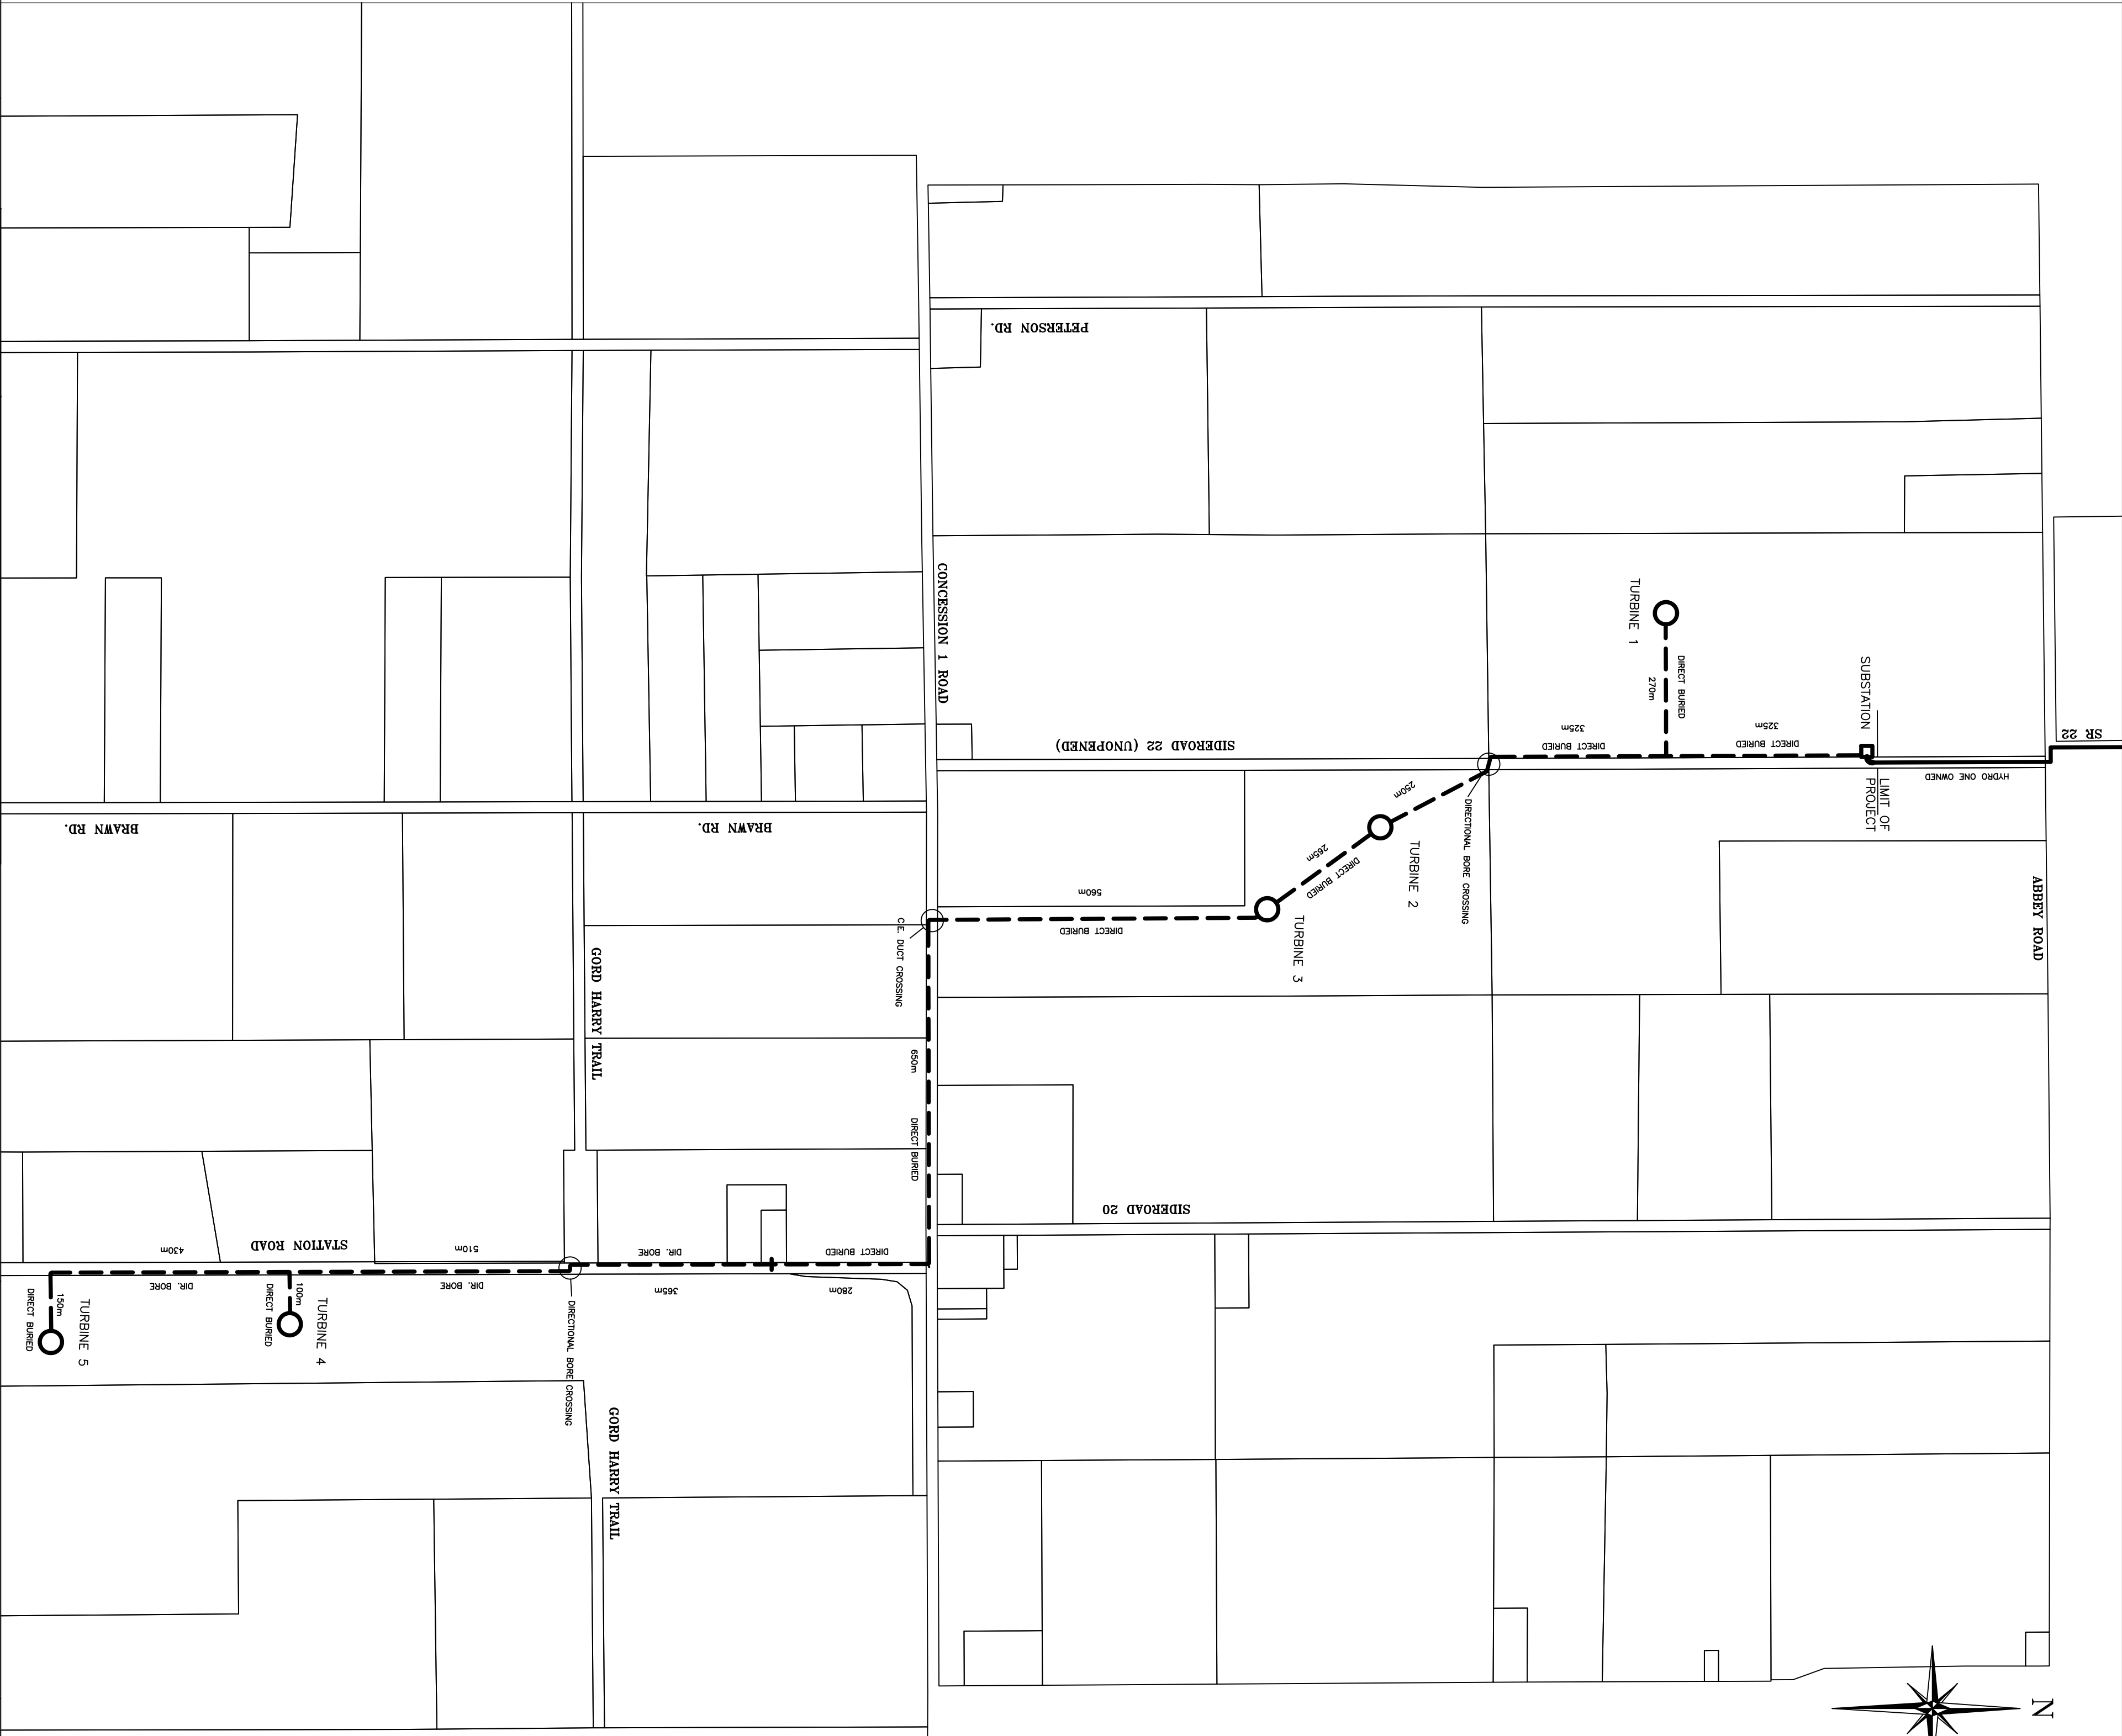 PETERSON RD.
CONCESSION 1 ROAD
SIDEROAD 22 (UNOPENED)
TURBINE 1
DIRECT BURIED
270m
SUBSTATION
325m
DIRECT BURIED
325m
DIRECT BURIED
SR 22
HYDRO ONE OWNED
LIMIT OF
PROJECT
ABBEY ROAD
BRAWN RD.
BRAWN RD.
250m
DIRECTIONAL BORE CROSSING
TURBINE 2
265m
DIRECT BURIED
TURBINE 3
560m
DIRECT BURIED
C.E. DUCT CROSSING
GORD HARRY TRAIL
650m
DIRECT BURIED
SIDEROAD 20
STATION ROAD
430m
DIR. BORE
510m
DIR. BORE
DIR. BORE
365m
DIRECT BURIED
280m
DIRECTIONAL BORE CROSSING
100m
DIRECT BURIED
TURBINE 4
150m
DIRECT BURIED
TURBINE 5
GORD HARRY TRAIL
N